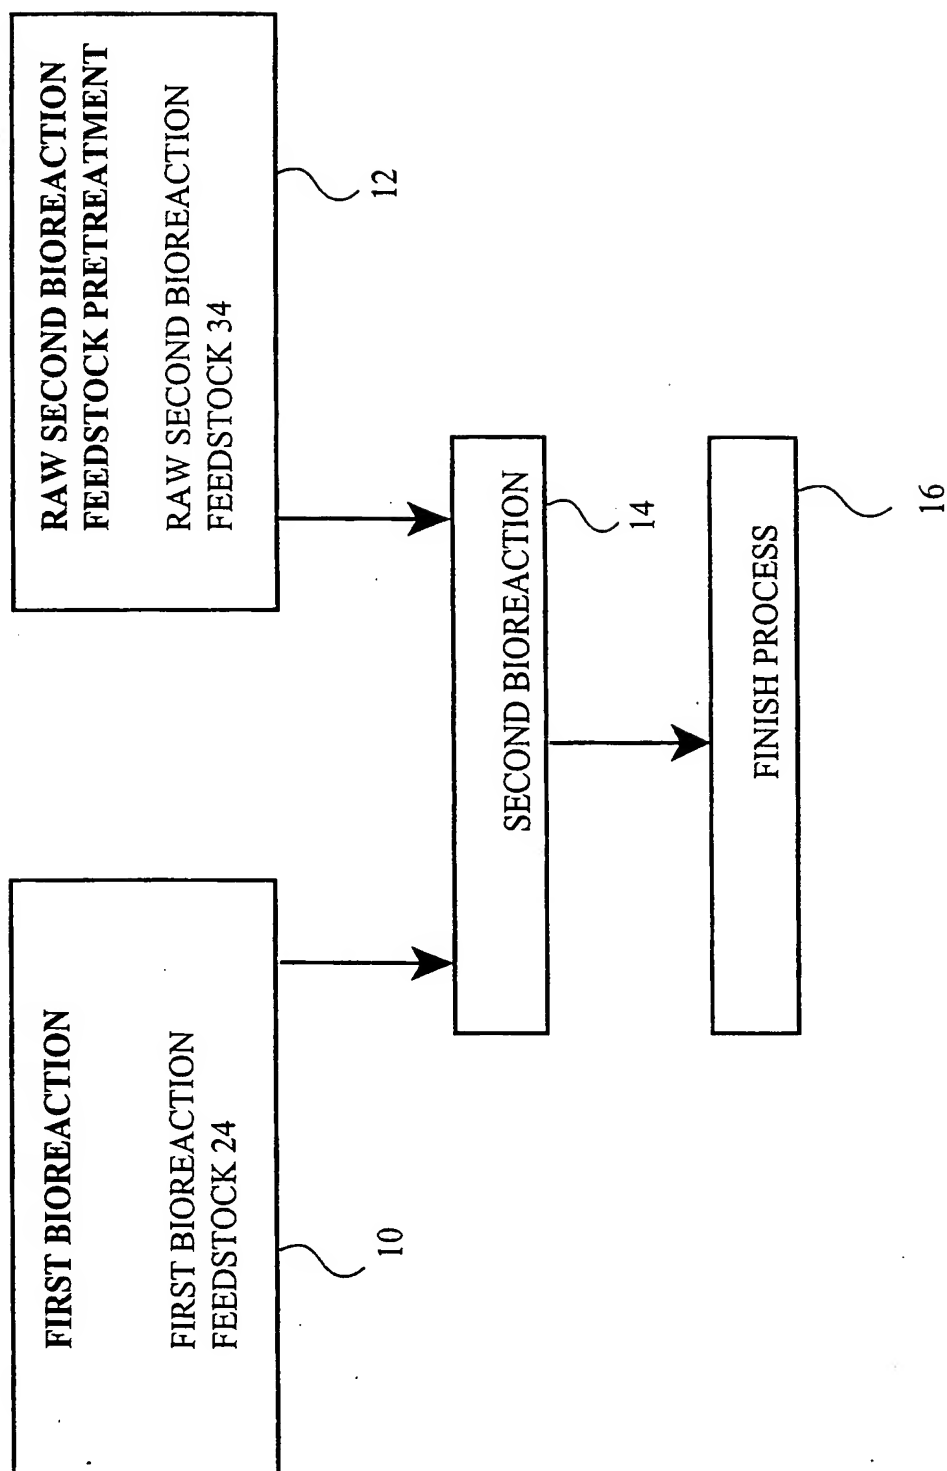 FIRST BIOREACTION
FIRST BIOREACTION
FEEDSTOCK 24
10
RAW SECOND BIOREACTION
FEEDSTOCK PRETREATMENT
RAW SECOND BIOREACTION
FEEDSTOCK 34
12
SECOND BIOREACTION
14
FINISH PROCESS
16